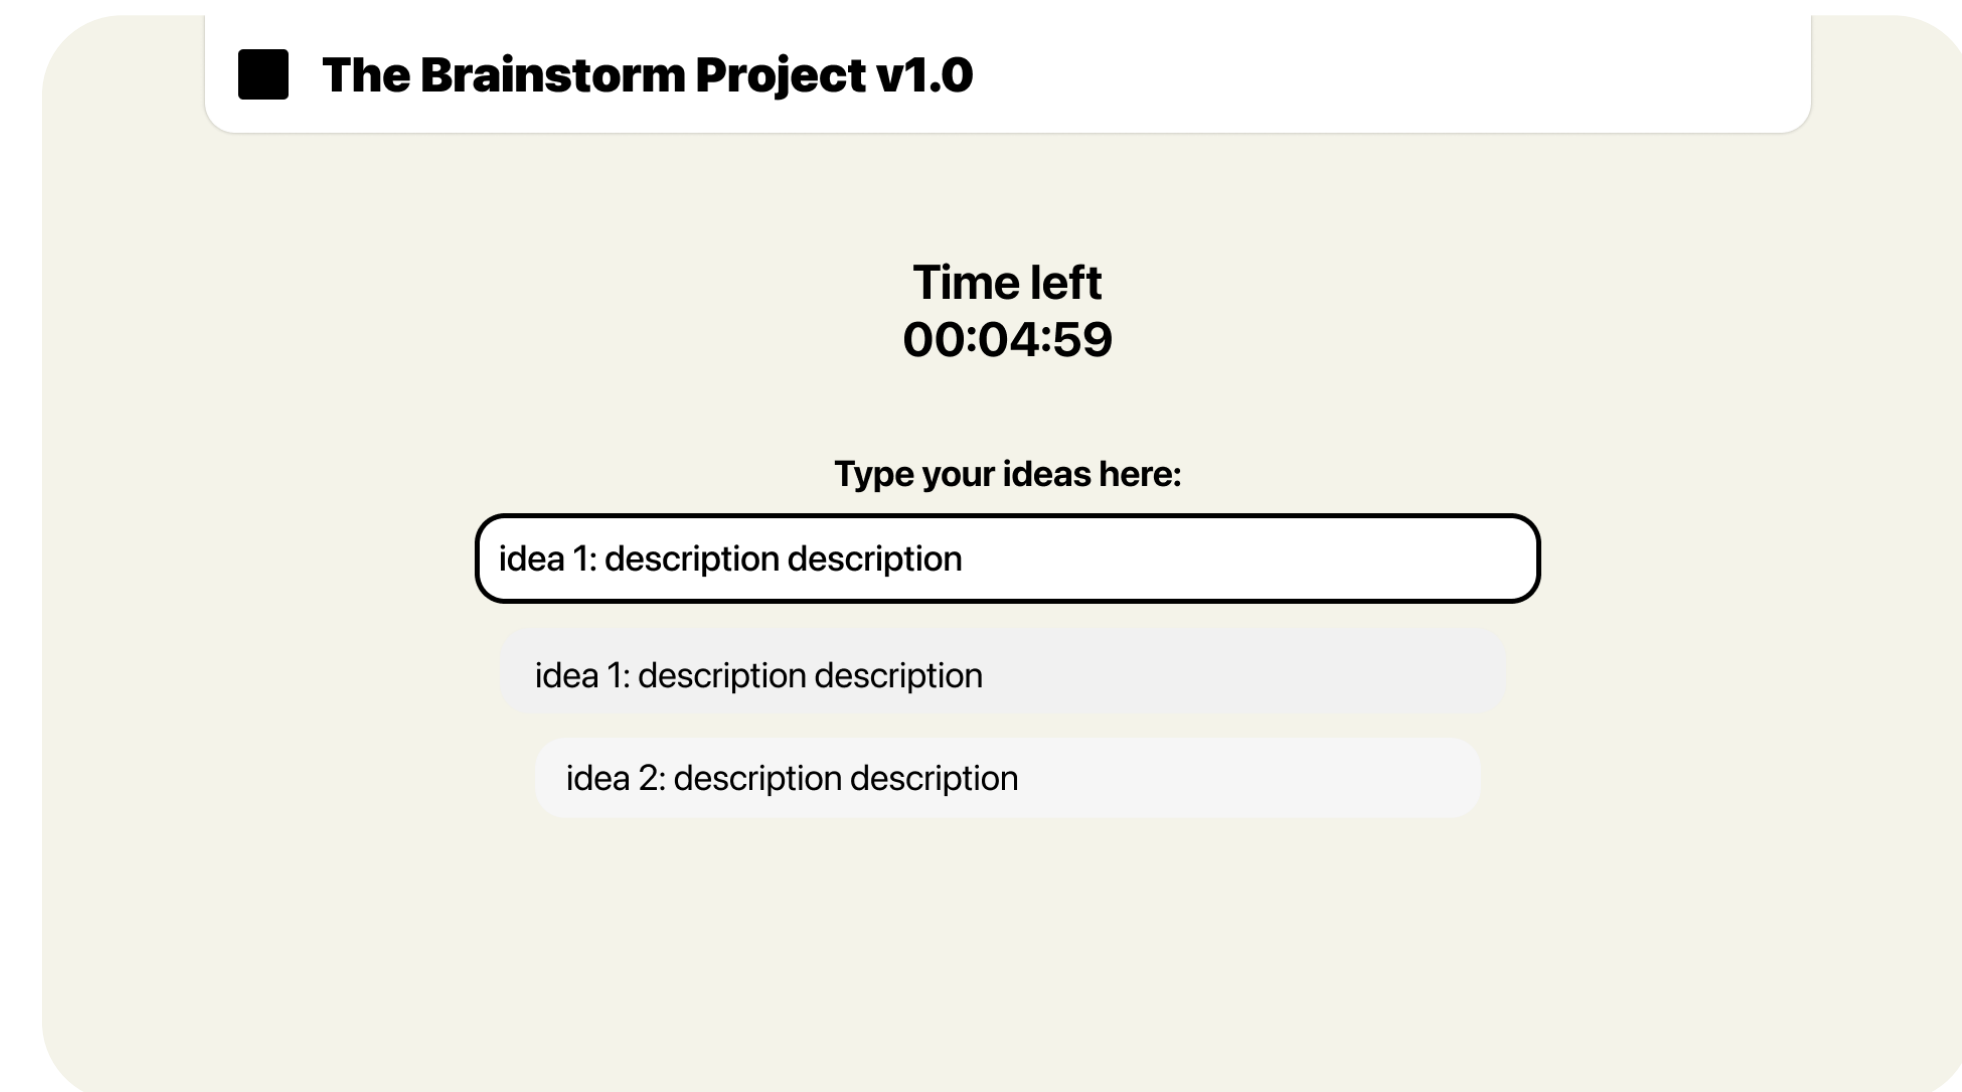 The Brainstorm Project v1.0
Time left
00:04:59
Type your ideas here:
idea 1: description description
idea 1: description description
idea 2: description description